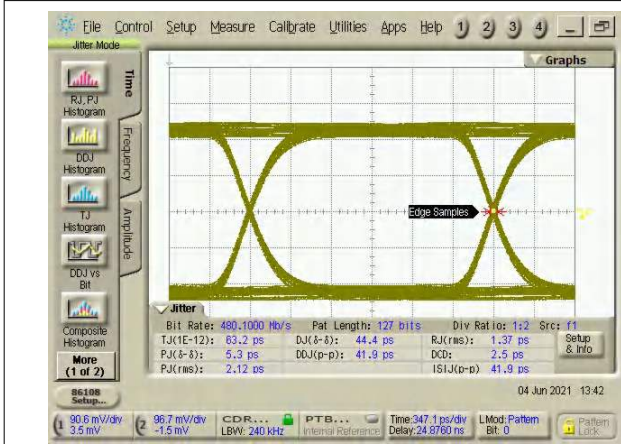 File Control Setup Measure Calibrate Utilities Apps Help 1 2 3 4
Jitter Mode
Graphs
RJ, PJ
Histogram
DDJ
Histogram
TJ
Histogram
DDJ vs
Bit
Composite
Histogram
More
(1 of 2)
Time
Frequency
Amplitude
Edge Samples
Jitter
Bit Rate: 480.1000 Mb/s Pat Length: 127 bits Div Ratio: 1:2 Src: f1
TJ(1E-12): 63.2 ps DJ(δ-δ): 44.4 ps RJ(rms): 1.37 ps
PJ(δ-δ): 5.3 ps DDJ(p-p): 41.9 ps DCD: 2.5 ps
PJ(rms): 2.12 ps ISIJ(p-p) 41.9 ps
Setup
& Info
86108
Setup...
04 Jun 2021 13:42
1 90.6 mV/div
3.5 mV
2 96.7 mV/div
-1.5 mV
CDR...
LBW: 240 kHz
PTB...
Internal Reference
Time:347.1 ps/div
Delay:24.8760 ns
LMod: Pattern
Bit: 0
Pattern
Lock